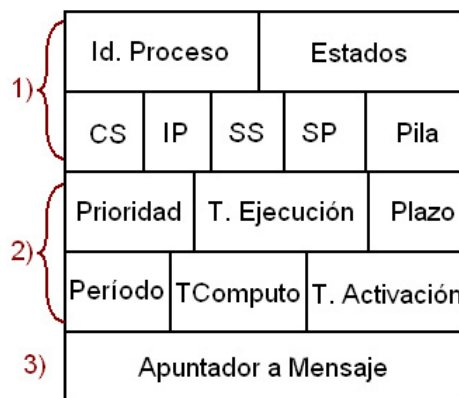 Id. Proceso Estados
1)
CS IP SS SP Pila
Prioridad T. Ejecución Plazo
2)
Período TComputo T. Activación
3) Apuntador a Mensaje